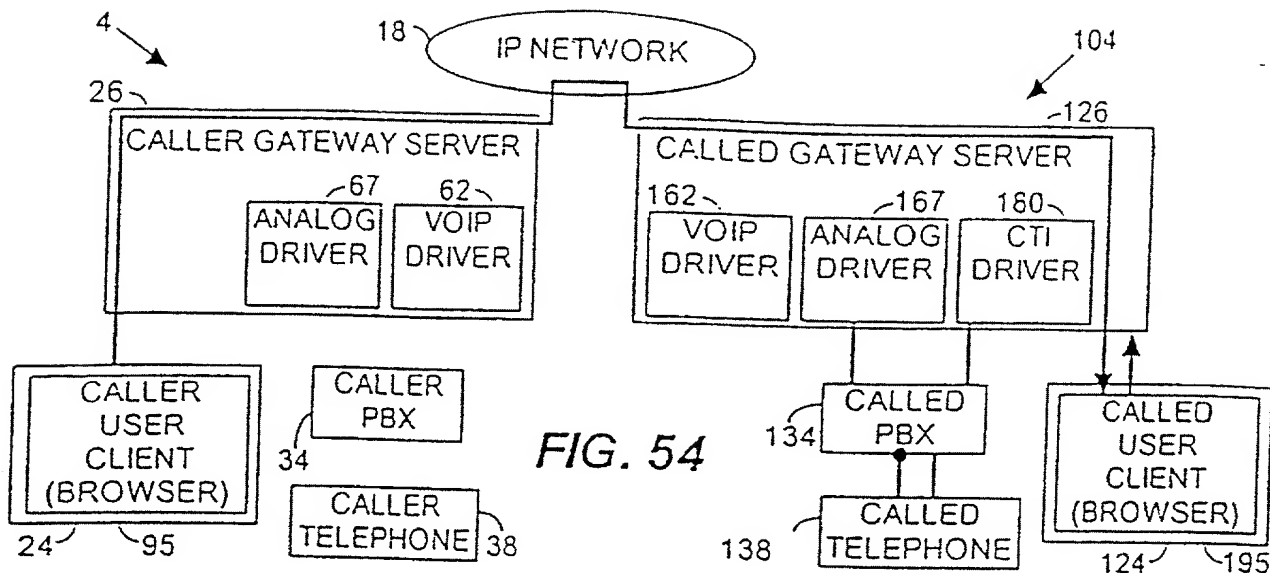 4
18
IP NETWORK
104
26
126
CALLER GATEWAY SERVER
CALLED GATEWAY SERVER
67
62
162
167
180
ANALOG
DRIVER
VOIP
DRIVER
VOIP
DRIVER
ANALOG
DRIVER
CTI
DRIVER
CALLER
USER
CLIENT
(BROWSER)
CALLER
PBX
34
FIG. 54
134
CALLED
PBX
CALLED
USER
CLIENT
(BROWSER)
24
95
CALLER
TELEPHONE
38
138
CALLED
TELEPHONE
124
195